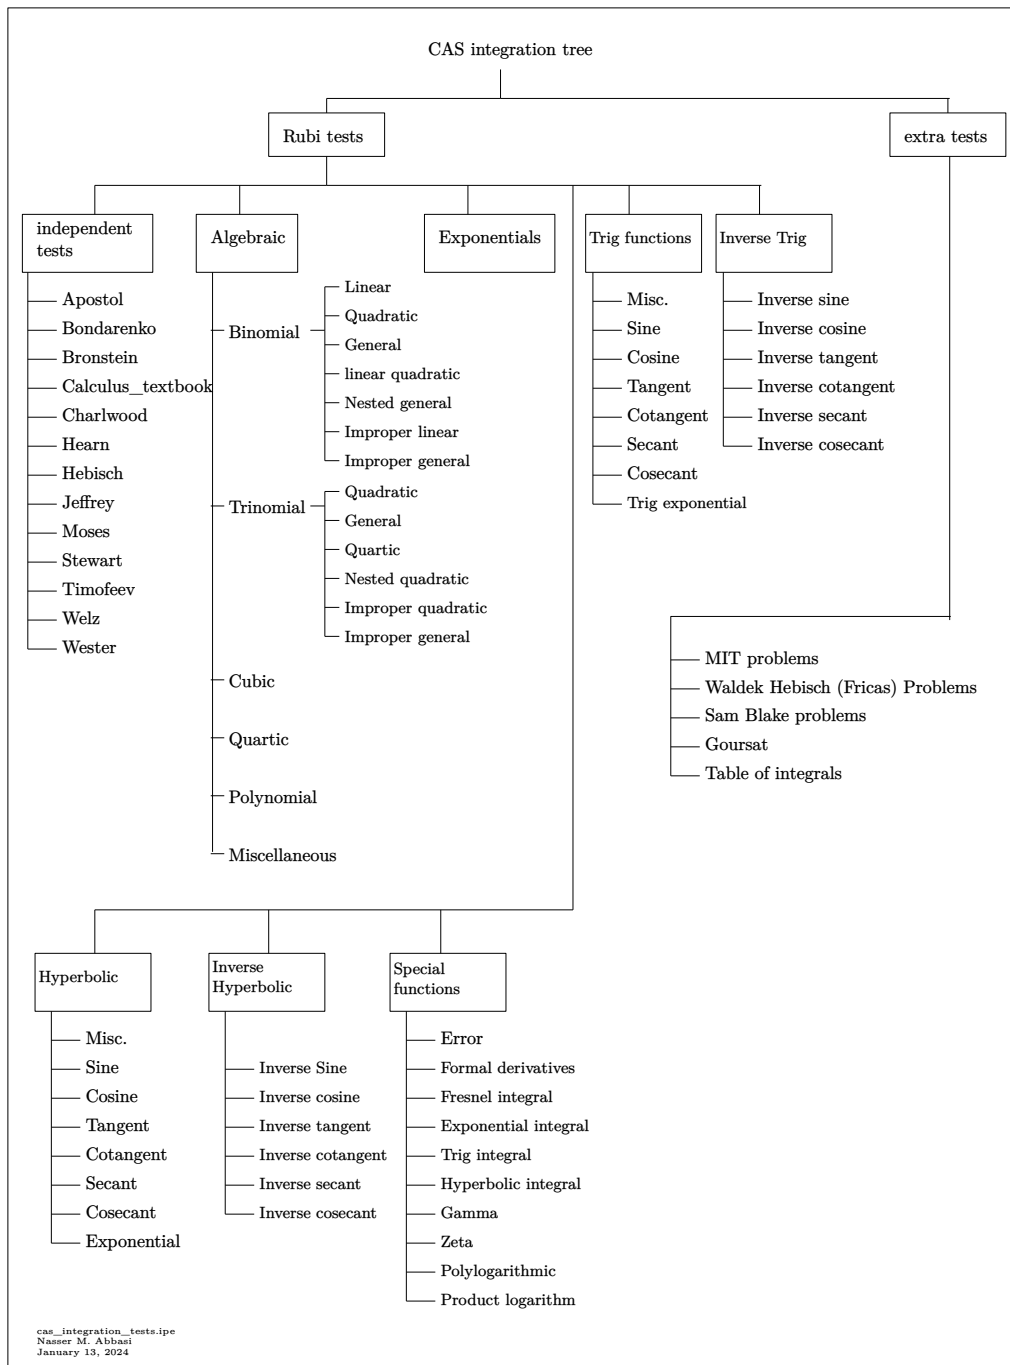 CAS integration tree
Rubi tests
extra tests
independent
tests
Algebraic
Exponentials
Trig functions
Inverse Trig
Apostol
Bondarenko
Bronstein
Calculus_textbook
Charlwood
Hearn
Hebisch
Jeffrey
Moses
Stewart
Timofeev
Welz
Wester
Binomial
Linear
Quadratic
General
linear quadratic
Nested general
Improper linear
Improper general
Trinomial
Quadratic
General
Quartic
Nested quadratic
Improper quadratic
Improper general
Cubic
Quartic
Polynomial
Miscellaneous
Misc.
Sine
Cosine
Tangent
Cotangent
Secant
Cosecant
Trig exponential
Inverse sine
Inverse cosine
Inverse tangent
Inverse cotangent
Inverse secant
Inverse cosecant
MIT problems
Waldek Hebisch (Fricas) Problems
Sam Blake problems
Goursat
Table of integrals
Hyperbolic
Misc.
Sine
Cosine
Tangent
Cotangent
Secant
Cosecant
Exponential
Inverse
Hyperbolic
Inverse Sine
Inverse cosine
Inverse tangent
Inverse cotangent
Inverse secant
Inverse cosecant
Special
functions
Error
Formal derivatives
Fresnel integral
Exponential integral
Trig integral
Hyperbolic integral
Gamma
Zeta
Polylogarithmic
Product logarithm
cas_integration_tests.ipe
Nasser M. Abbasi
January 13, 2024